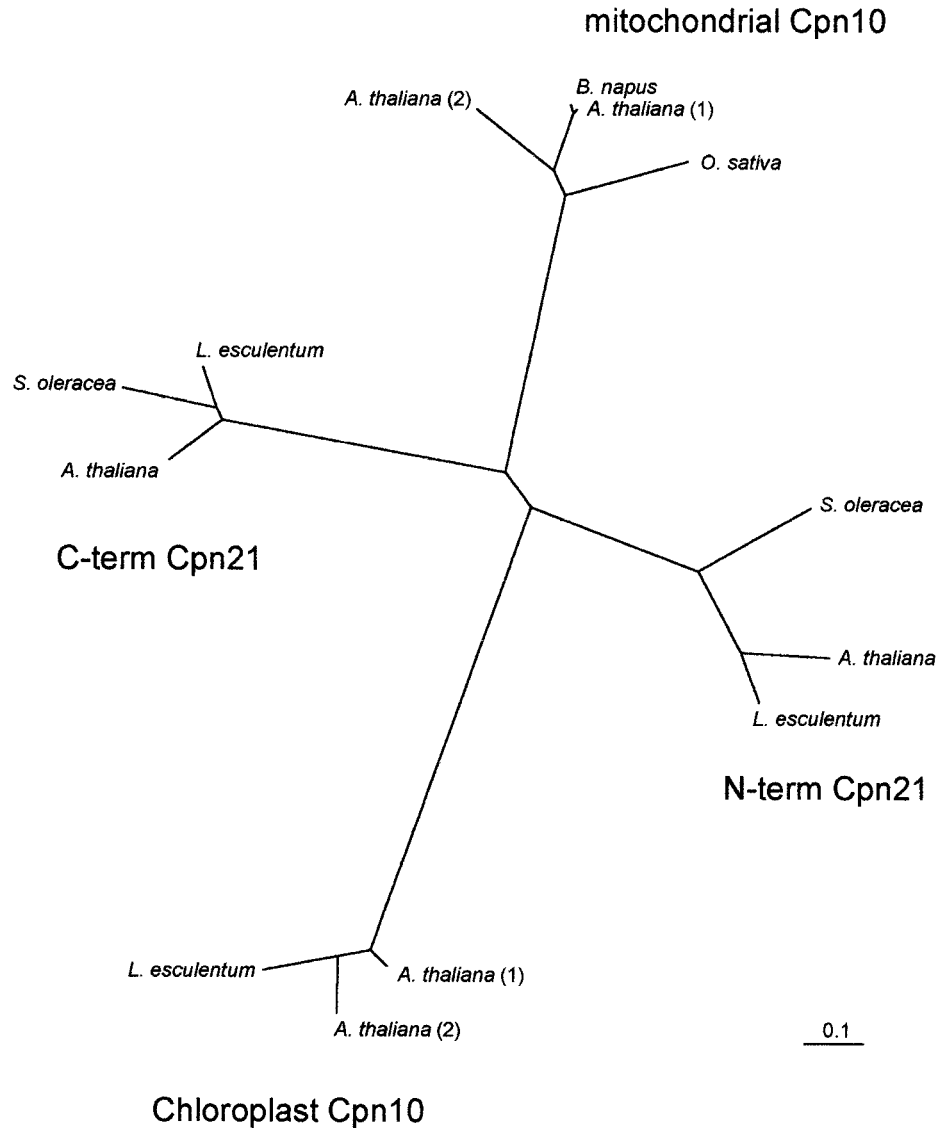 mitochondrial Cpn10
B. napus
A. thaliana (2)
A. thaliana (1)
O. sativa
L. esculentum
S. oleracea
A. thaliana
C-term Cpn21
S. oleracea
A. thaliana
L. esculentum
N-term Cpn21
L. esculentum
A. thaliana (1)
A. thaliana (2)
0.1
Chloroplast Cpn10